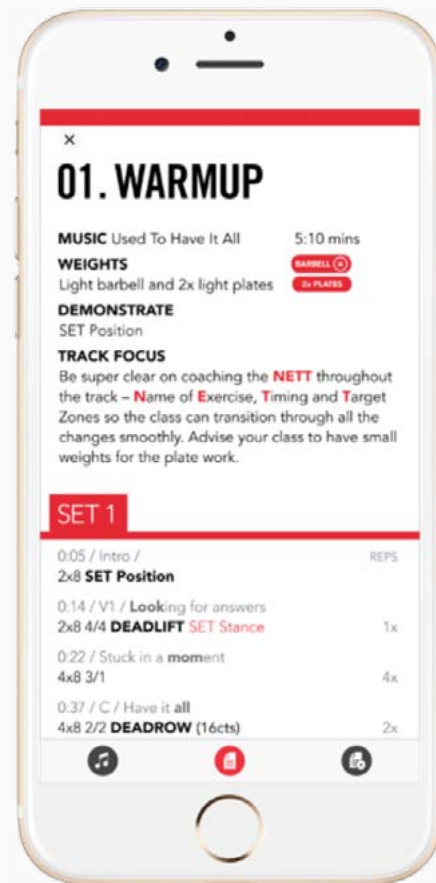 ×
01. WARMUP
MUSIC Used To Have It All 5:10 mins
WEIGHTS BARBELL
Light barbell and 2x light plates 2x PLATES
DEMONSTRATE
SET Position
TRACK FOCUS
Be super clear on coaching the NETT throughout
the track – Name of Exercise, Timing and Target
Zones so the class can transition through all the
changes smoothly. Advise your class to have small
weights for the plate work.
SET 1
0:05 / Intro / REPS
2x8 SET Position
0:14 / V1 / Looking for answers
2x8 4/4 DEADLIFT SET Stance 1x
0:22 / Stuck in a moment
4x8 3/1 4x
0:37 / C / Have it all
4x8 2/2 DEADROW (16cts) 2x